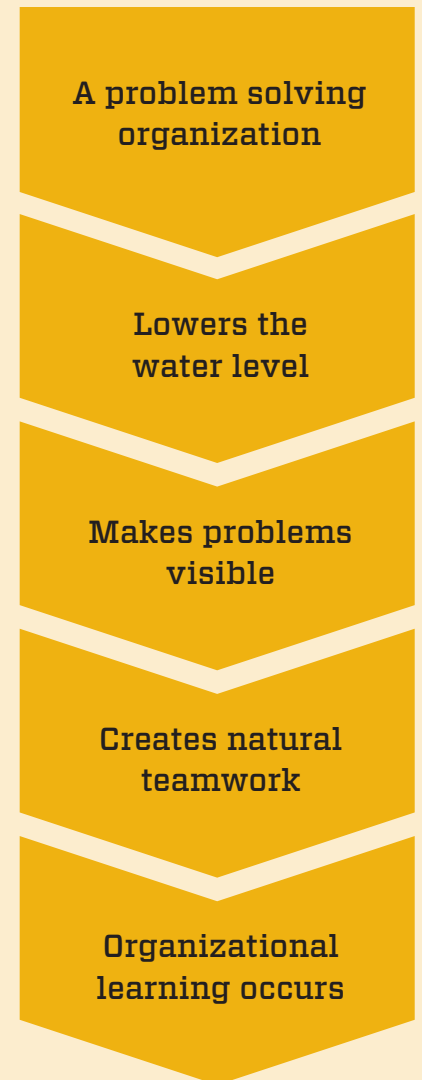 A problem solving
organization
Lowers the
water level
Makes problems
visible
Creates natural
teamwork
Organizational
learning occurs